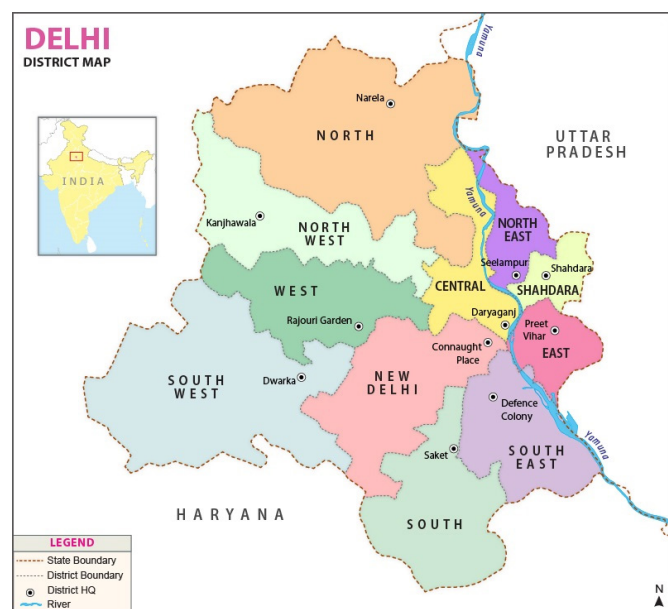 DELHI
DISTRICT MAP
INDIA
Yamuna
Narela
NORTH
UTTAR
PRADESH
Yamuna
Kanjhawala
NORTH
WEST
NORTH
EAST
Seelampur
Shahdara
SHAHDARA
WEST
CENTRAL
Rajouri Garden
Daryaganj
Preet
Vihar
EAST
Connaught
Place
SOUTH
WEST
Dwarka
NEW
DELHI
Defence
Colony
Yamuna
Saket
SOUTH
EAST
HARYANA
SOUTH
LEGEND
State Boundary
District Boundary
District HQ
River
N